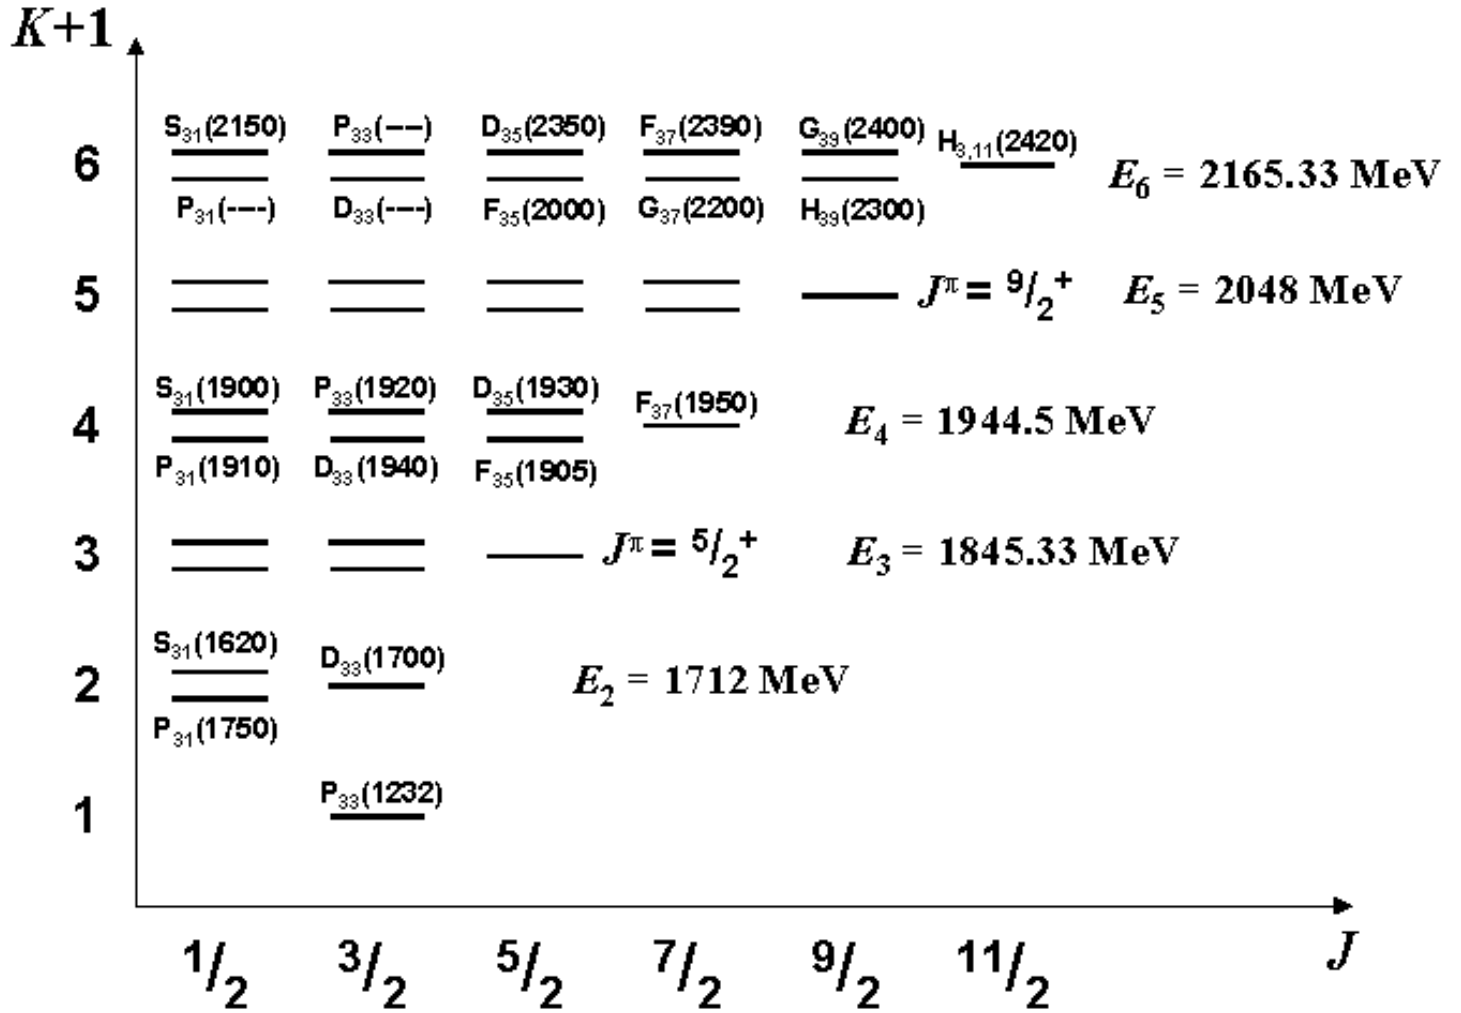 K+1
S31(2150) P33(----) D35(2350) F37(2390) G39(2400) H3,11(2420)
6 E6 = 2165.33 MeV
P31(----) D33(----) F35(2000) G37(2200) H39(2300)
5 Jπ = 9/2+ E5 = 2048 MeV
S31(1900) P33(1920) D35(1930) F37(1950)
4 E4 = 1944.5 MeV
P31(1910) D33(1940) F35(1905)
3 Jπ = 5/2+ E3 = 1845.33 MeV
S31(1620) D33(1700)
2 E2 = 1712 MeV
P31(1750)
P33(1232)
1
1/2 3/2 5/2 7/2 9/2 11/2 J